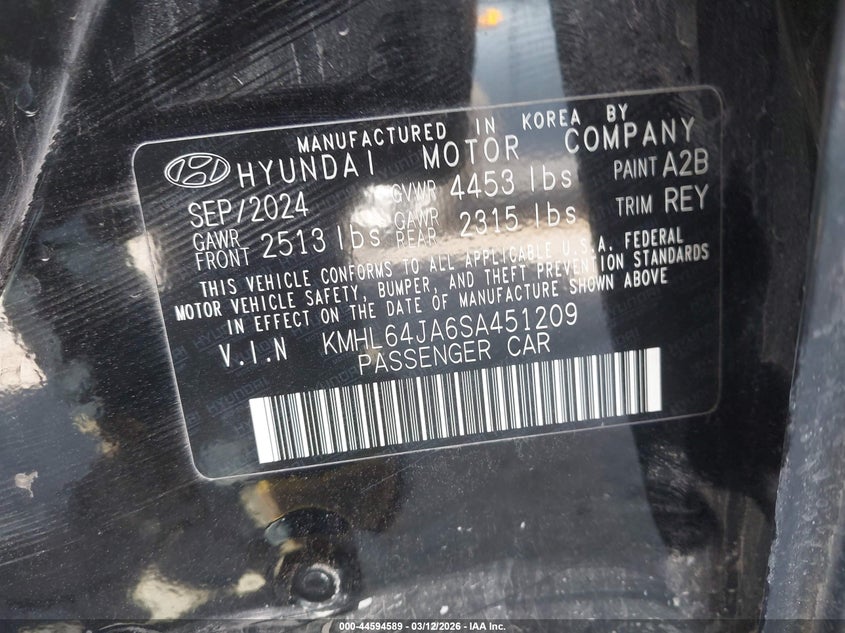 MANUFACTURED IN KOREA BY
HYUNDAI MOTOR COMPANY
SEP/2024 GVWR 4453 lbs PAINT A2B
GAWR FRONT 2513 lbs GAWR REAR 2315 lbs TRIM REY
THIS VEHICLE CONFORMS TO ALL APPLICABLE U.S.A. FEDERAL
MOTOR VEHICLE SAFETY, BUMPER, AND THEFT PREVENTION STANDARDS
IN EFFECT ON THE DATE OF MANUFACTURE SHOWN ABOVE
V.I.N KMHL64JA6SA451209
PASSENGER CAR
000-44594589 - 03/12/2026 - IAA Inc.